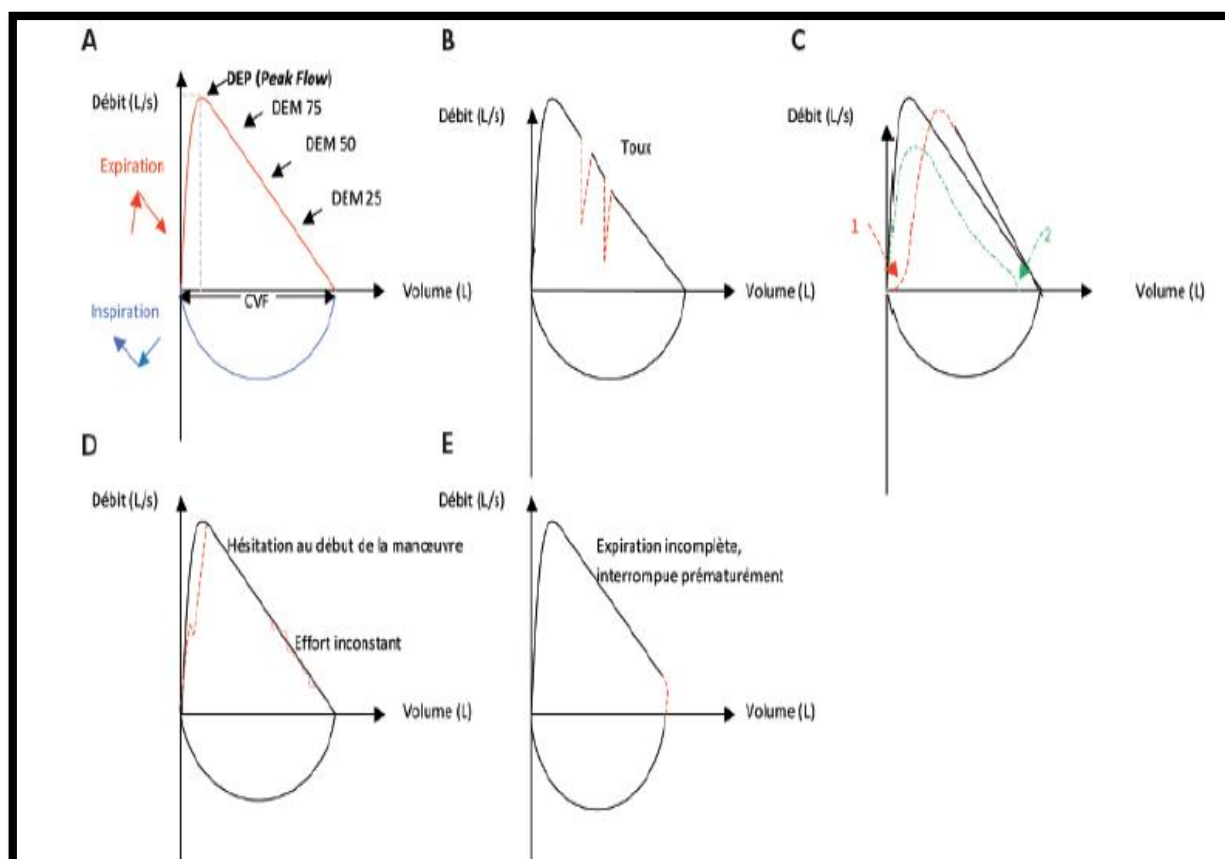 A
Débit (L/s)
DEP (Peak Flow)
DEM 75
DEM 50
DEM 25
Expiration
Inspiration
CVF
Volume (L)
B
Débit (L/s)
Toux
Volume (L)
C
Débit (L/s)
1
2
Volume (L)
D
Débit (L/s)
Hésitation au début de la manœuvre
Effort inconstant
Volume (L)
E
Débit (L/s)
Expiration incomplète,
interrompue prématurément
Volume (L)